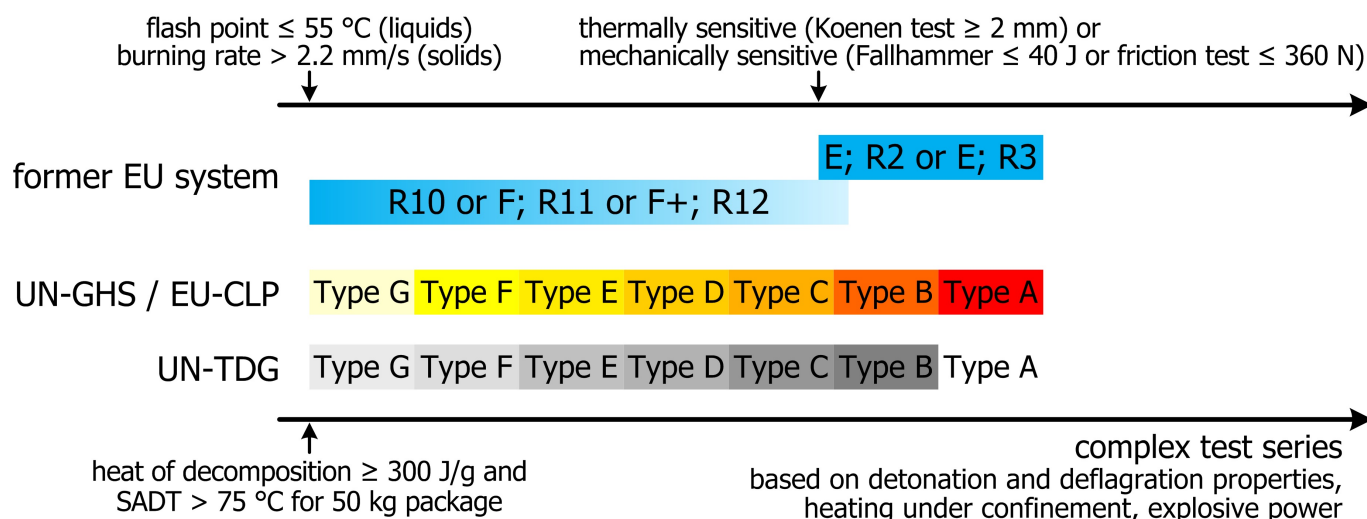 flash point ≤ 55 °C (liquids)
burning rate > 2.2 mm/s (solids)
thermally sensitive (Koenen test ≥ 2 mm) or
mechanically sensitive (Fallhammer ≤ 40 J or friction test ≤ 360 N)
former EU system
E; R2 or E; R3
R10 or F; R11 or F+; R12
UN-GHS / EU-CLP
Type G Type F Type E Type D Type C Type B Type A
UN-TDG
Type G Type F Type E Type D Type C Type B Type A
heat of decomposition ≥ 300 J/g and
SADT > 75 °C for 50 kg package
complex test series
based on detonation and deflagration properties,
heating under confinement, explosive power